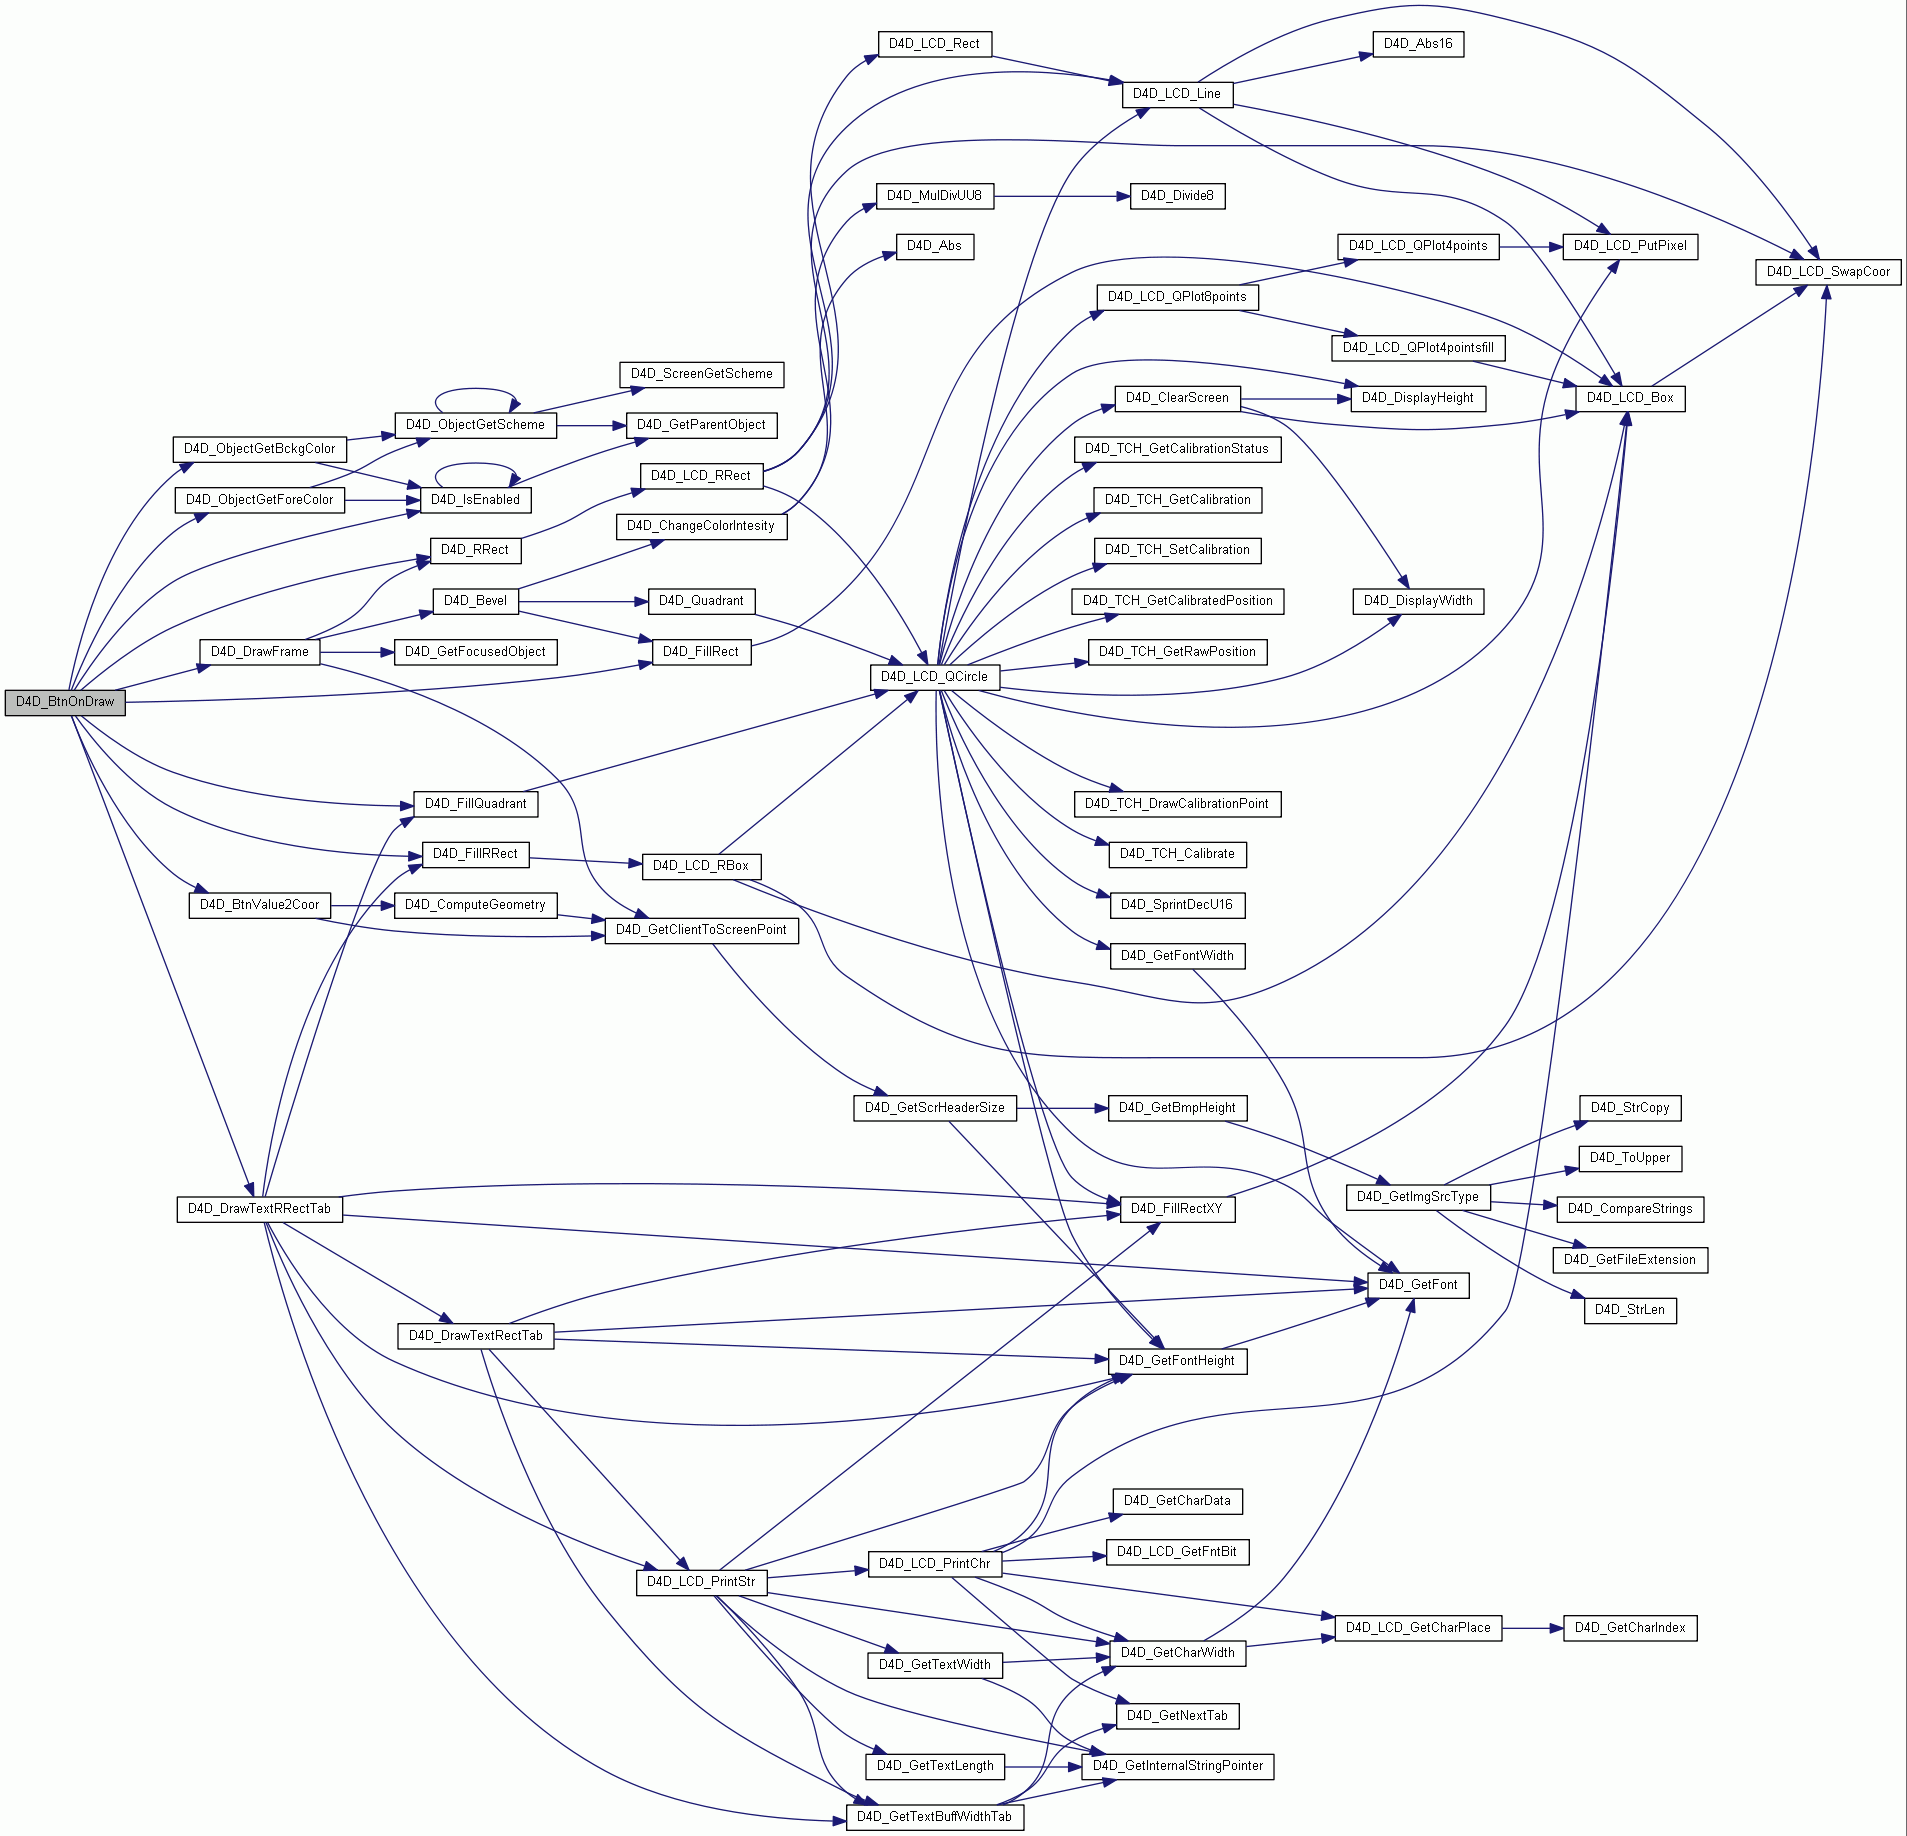 D4D_LCD_Rect
D4D_Abs16
D4D_LCD_Line
D4D_MulDivUU8
D4D_Divide8
D4D_Abs
D4D_LCD_QPlot4points
D4D_LCD_PutPixel
D4D_LCD_SwapCoor
D4D_LCD_QPlot8points
D4D_LCD_QPlot4pointsfill
D4D_ScreenGetScheme
D4D_ClearScreen
D4D_DisplayHeight
D4D_LCD_Box
D4D_ObjectGetScheme
D4D_GetParentObject
D4D_ObjectGetBckgColor
D4D_TCH_GetCalibrationStatus
D4D_LCD_RRect
D4D_ObjectGetForeColor
D4D_IsEnabled
D4D_TCH_GetCalibration
D4D_ChangeColorIntesity
D4D_RRect
D4D_TCH_SetCalibration
D4D_Bevel
D4D_Quadrant
D4D_TCH_GetCalibratedPosition
D4D_DisplayWidth
D4D_DrawFrame
D4D_GetFocusedObject
D4D_FillRect
D4D_TCH_GetRawPosition
D4D_LCD_QCircle
D4D_BtnOnDraw
D4D_FillQuadrant
D4D_TCH_DrawCalibrationPoint
D4D_FillRRect
D4D_LCD_RBox
D4D_TCH_Calibrate
D4D_BtnValue2Coor
D4D_ComputeGeometry
D4D_SprintDecU16
D4D_GetClientToScreenPoint
D4D_GetFontWidth
D4D_GetScrHeaderSize
D4D_GetBmpHeight
D4D_StrCopy
D4D_ToUpper
D4D_GetImgSrcType
D4D_DrawTextRRectTab
D4D_FillRectXY
D4D_CompareStrings
D4D_GetFileExtension
D4D_GetFont
D4D_StrLen
D4D_DrawTextRectTab
D4D_GetFontHeight
D4D_GetCharData
D4D_LCD_PrintChr
D4D_LCD_GetFntBit
D4D_LCD_PrintStr
D4D_LCD_GetCharPlace
D4D_GetCharIndex
D4D_GetTextWidth
D4D_GetCharWidth
D4D_GetNextTab
D4D_GetTextLength
D4D_GetInternalStringPointer
D4D_GetTextBuffWidthTab